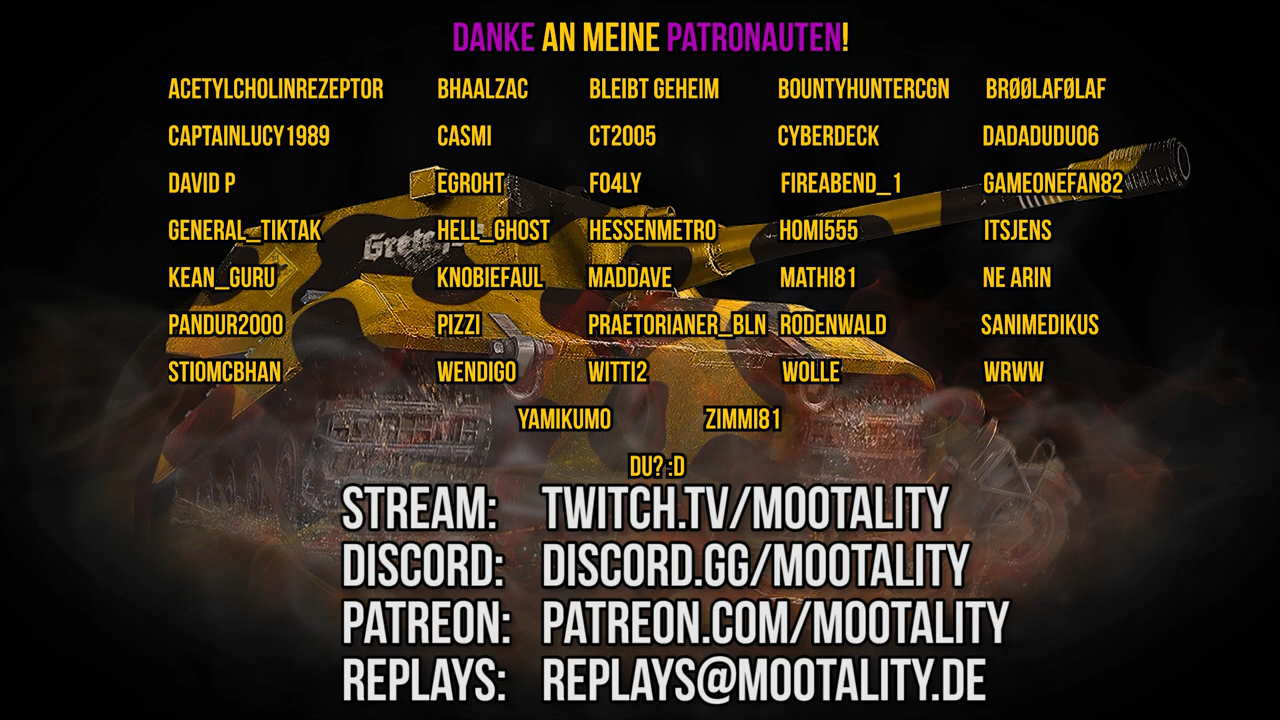 DANKE AN MEINE PATRONAUTEN!
ACETYLCHOLINREZEPTOR BHAALZAC BLEIBT GEHEIM BOUNTYHUNTERCGN BRØØLAFØLAF
CAPTAINLUCY1989 CASMI CT2005 CYBERDECK DADADUDU06
DAVID P EGROHT FO4LY FIREABEND_1 GAMEONEFAN82
GENERAL_TIKTAK HELL_GHOST HESSENMETRO HOMI555 ITSJENS
KEAN_GURU KNOBIEFAUL MADDAVE MATHI81 NE ARIN
PANDUR2000 PIZZI PRAETORIANER_BLN RODENWALD SANIMEDIKUS
STIOMCBHAN WENDIGO WITTI2 WOLLE WRWW
YAMIKUMO ZIMMI81
DU? :D
STREAM: TWITCH.TV/MOOTALITY
DISCORD: DISCORD.GG/MOOTALITY
PATREON: PATREON.COM/MOOTALITY
REPLAYS: REPLAYS@MOOTALITY.DE